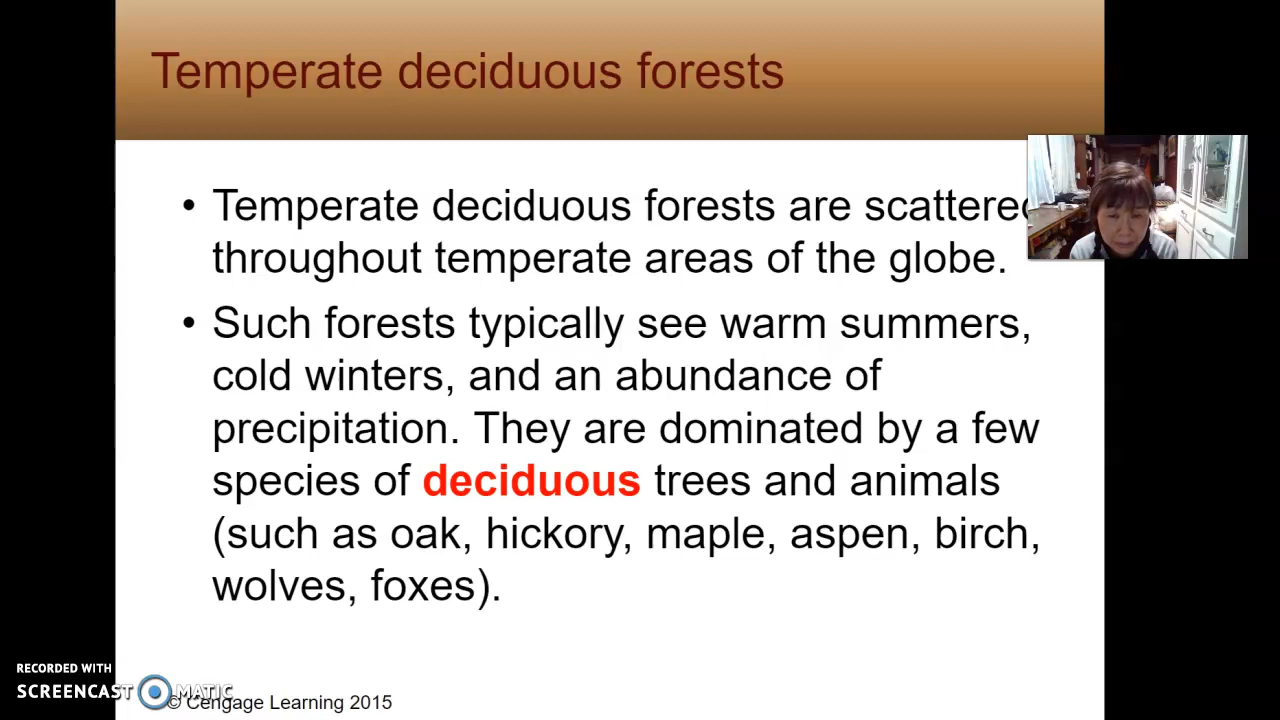 Temperate deciduous forests
• Temperate deciduous forests are scattered
throughout temperate areas of the globe.
• Such forests typically see warm summers,
cold winters, and an abundance of
precipitation. They are dominated by a few
species of deciduous trees and animals
(such as oak, hickory, maple, aspen, birch,
wolves, foxes).
RECORDED WITH
SCREENCAST MATIC
© Cengage Learning 2015